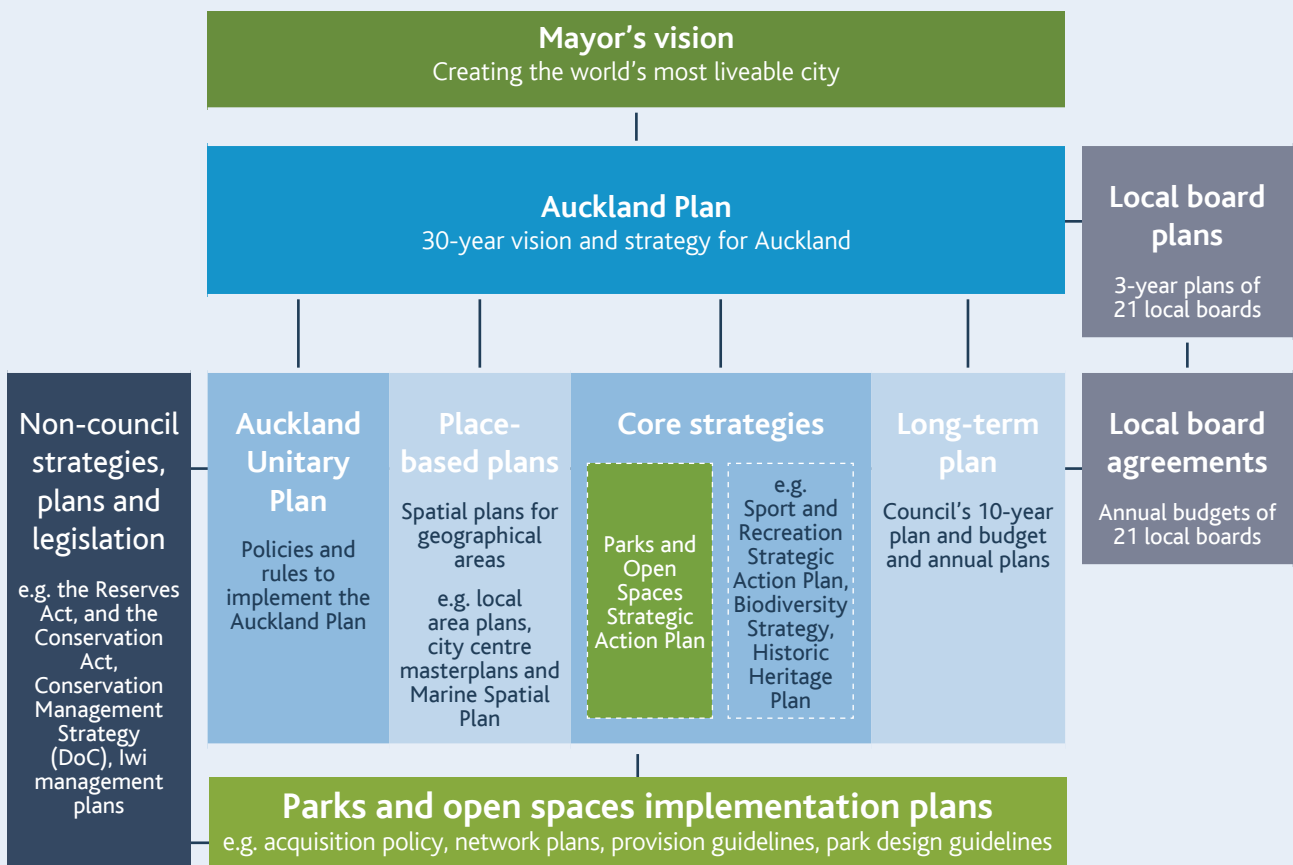 Mayor’s vision
Creating the world’s most liveable city
Auckland Plan
30-year vision and strategy for Auckland
Local board
plans
3-year plans of
21 local boards
Non-council
strategies,
plans and
legislation
e.g. the Reserves
Act, and the
Conservation
Act,
Conservation
Management
Strategy
(DoC), Iwi
management
plans
Auckland
Unitary
Plan
Policies and
rules to
implement the
Auckland Plan
Place-
based plans
Spatial plans for
geographical
areas
e.g. local
area plans,
city centre
masterplans and
Marine Spatial
Plan
Core strategies
Parks and
Open
Spaces
Strategic
Action Plan
e.g.
Sport and
Recreation
Strategic
Action Plan,
Biodiversity
Strategy,
Historic
Heritage
Plan
Long-term
plan
Council’s 10-year
plan and budget
and annual plans
Local board
agreements
Annual budgets of
21 local boards
Parks and open spaces implementation plans
e.g. acquisition policy, network plans, provision guidelines, park design guidelines